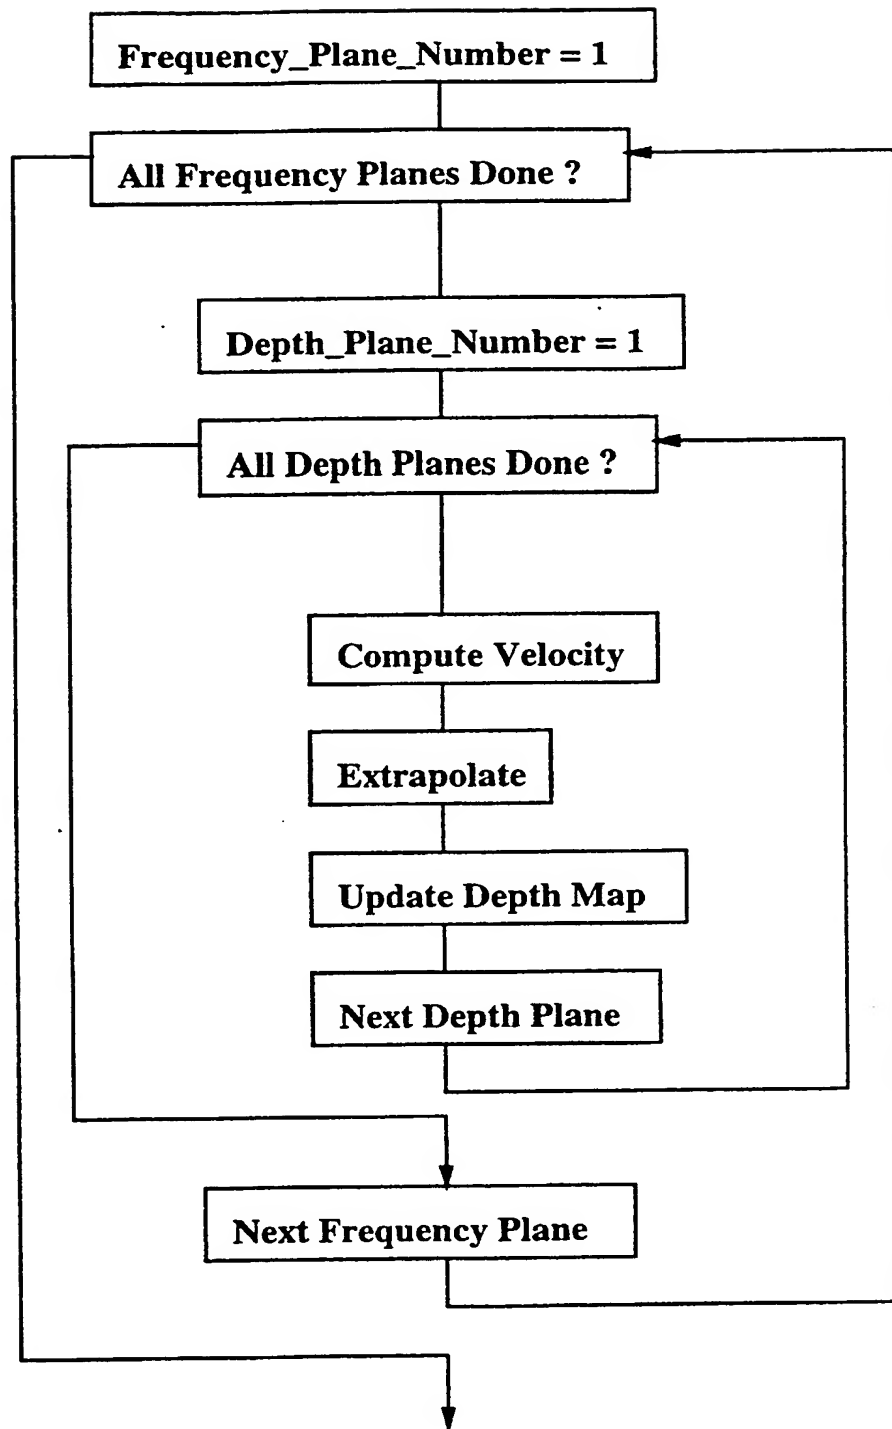 Frequency_Plane_Number = 1
All Frequency Planes Done ?
Depth_Plane_Number = 1
All Depth Planes Done ?
Compute Velocity
Extrapolate
Update Depth Map
Next Depth Plane
Next Frequency Plane